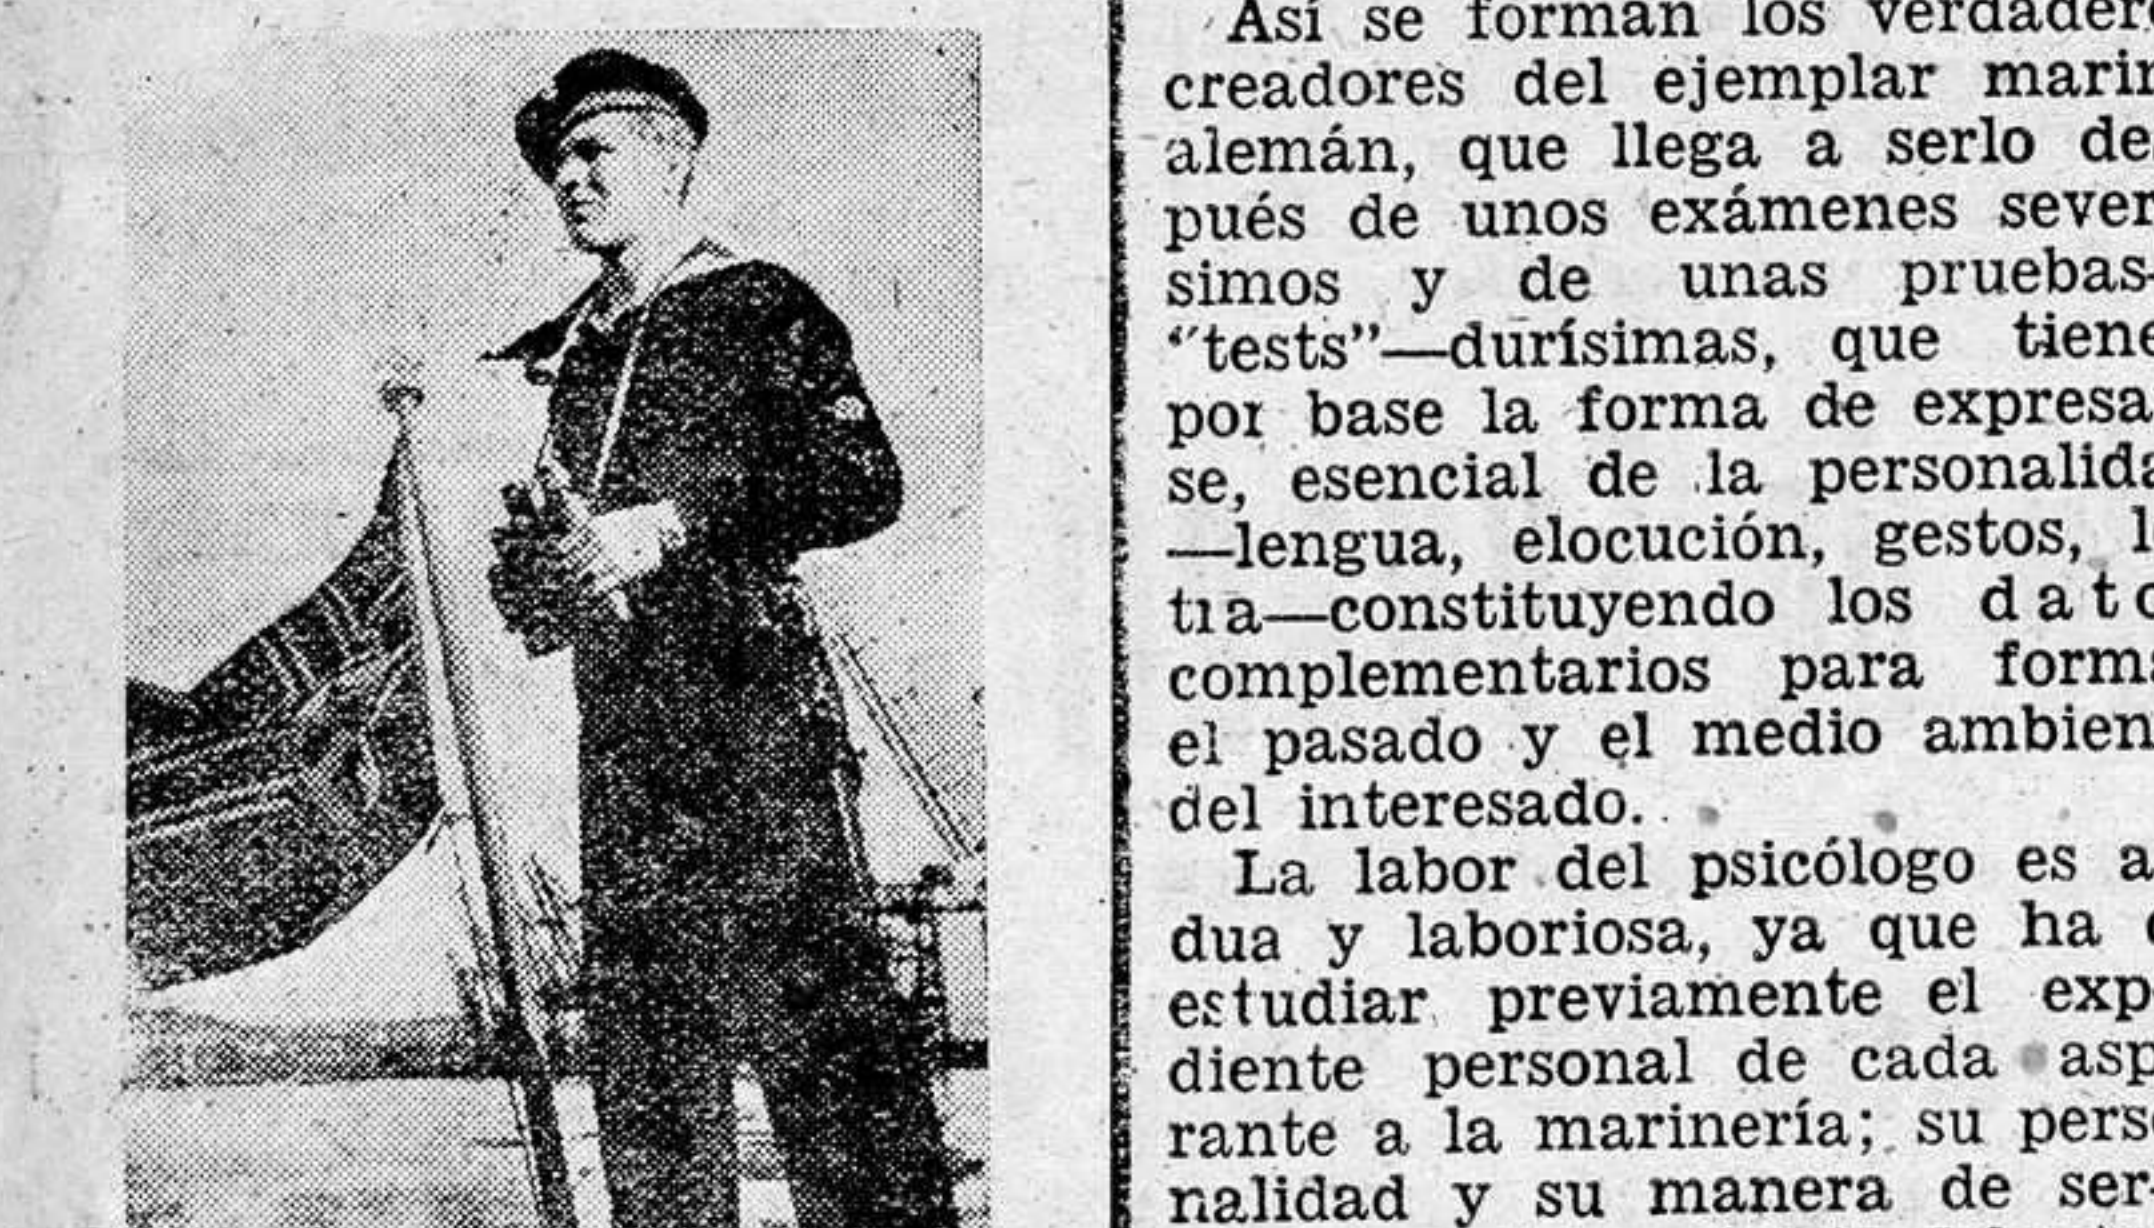 Así se forman los verdader
creadores del ejemplar marin
alemán, que llega a serlo de
pués de unos exámenes sever
simos y de unas pruebas—
“tests”—durísimas, que tiene
por base la forma de expresa
se, esencial de la personalida
—lengua, elocución, gestos, l
tia—constituyendo los dato
complementarios para forma
el pasado y el medio ambien
del interesado.
La labor del psicólogo es a
dua y laboriosa, ya que ha
estudiar previamente el exp
diente personal de cada asp
rante a la marinería; su pers
nalidad y su manera de ser